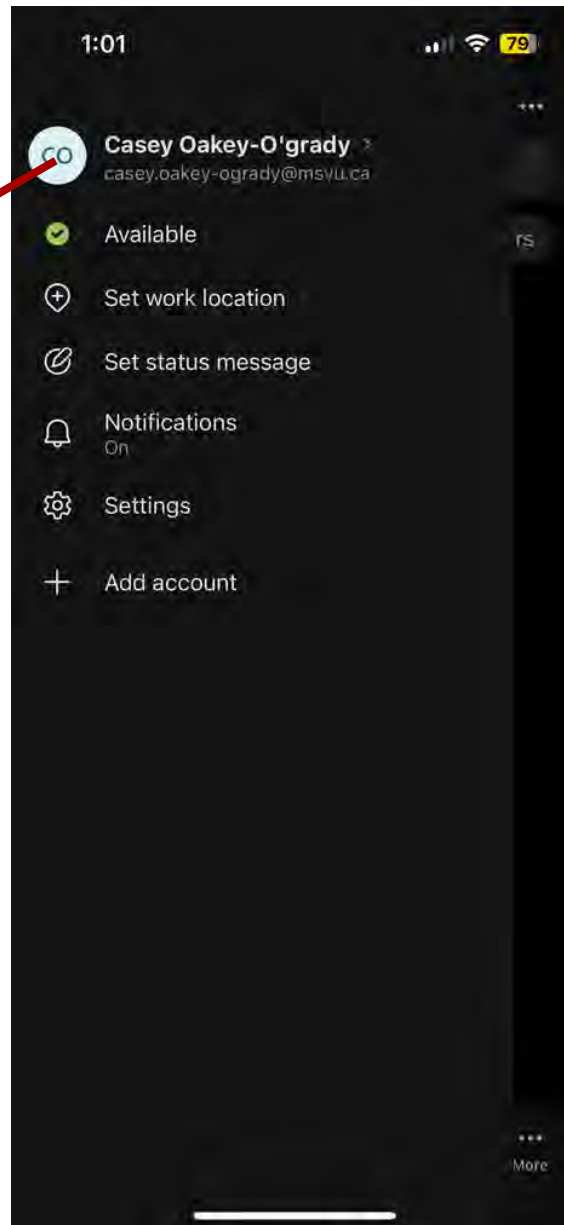 1:01
79
CO
Casey Oakey-O'grady
casey.oakey-ogrady@msvu.ca
Available
rs
Set work location
Set status message
Notifications
On
Settings
Add account
More